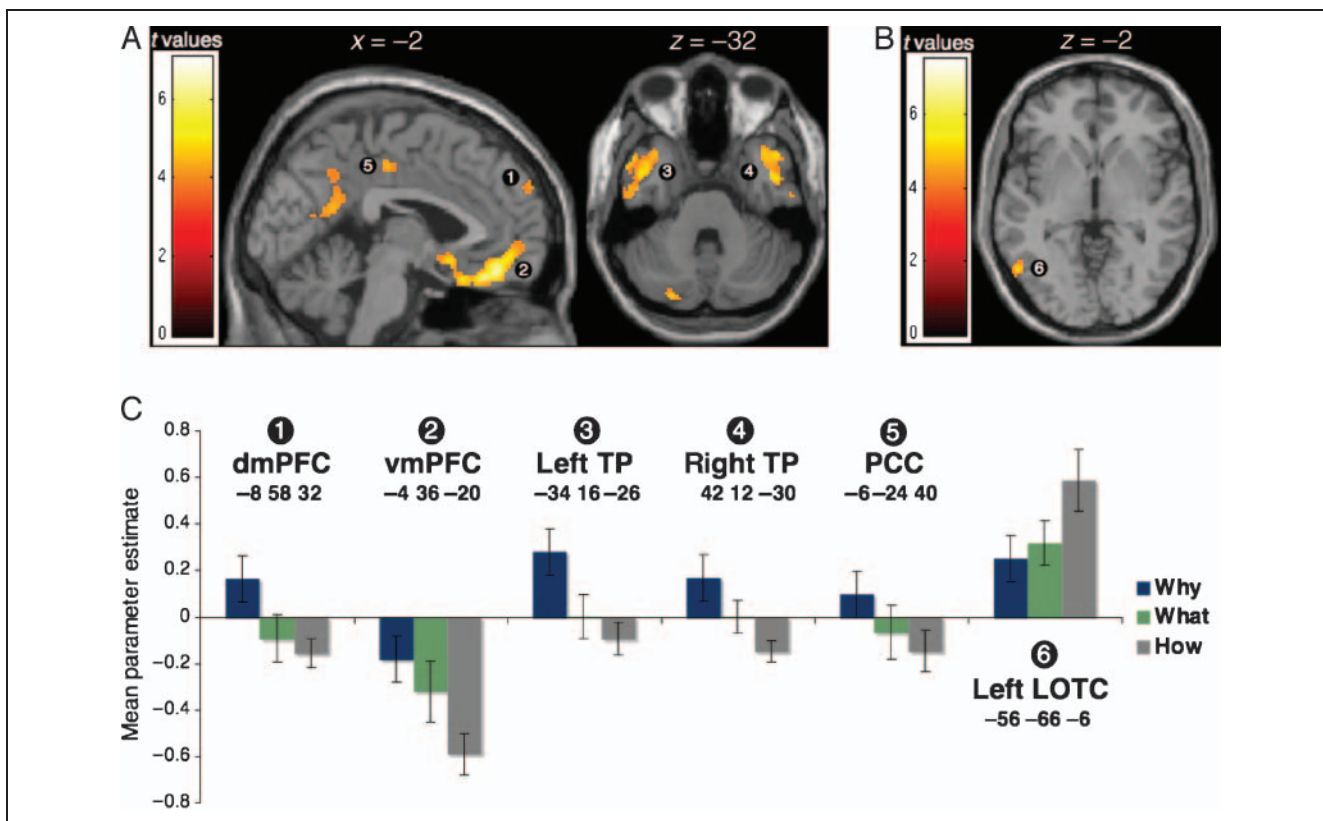 A
t values
x = −2
z = −32
6
4
2
0
5
1
2
3
4
B
t values
z = −2
6
4
2
0
6
C
Mean parameter estimate
0.8
0.6
0.4
0.2
0
−0.2
−0.4
−0.6
−0.8
1
dmPFC
−8 58 32
2
vmPFC
−4 36 −20
3
Left TP
−34 16 −26
4
Right TP
42 12 −30
5
PCC
−6 −24 40
6
Left LOTC
−56 −66 −6
Why
What
How